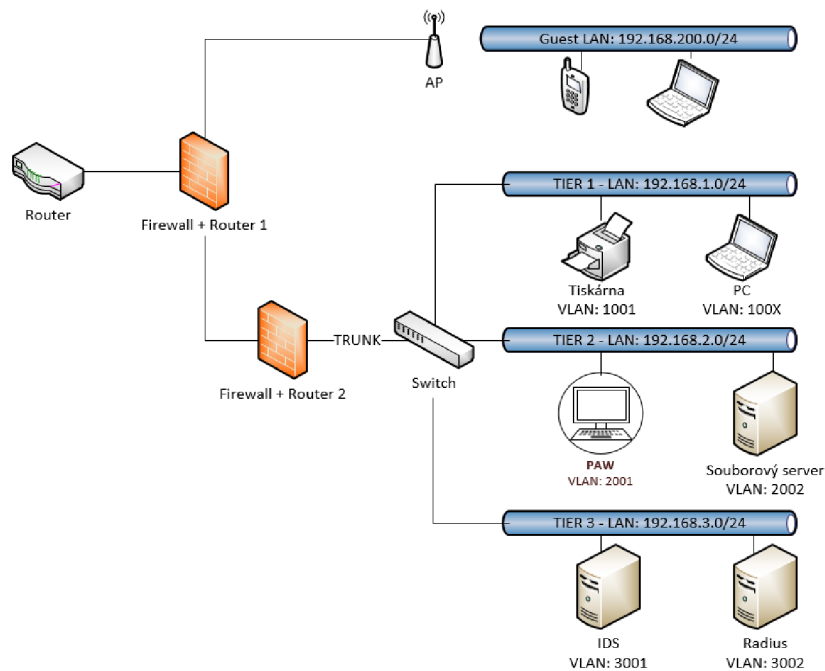 AP
Guest LAN: 192.168.200.0/24
Router
Firewall + Router 1
TIER 1 - LAN: 192.168.1.0/24
Tiskárna
VLAN: 1001
PC
VLAN: 100X
Firewall + Router 2
TRUNK
Switch
TIER 2 - LAN: 192.168.2.0/24
PAW
VLAN: 2001
Souborový server
VLAN: 2002
TIER 3 - LAN: 192.168.3.0/24
IDS
VLAN: 3001
Radius
VLAN: 3002